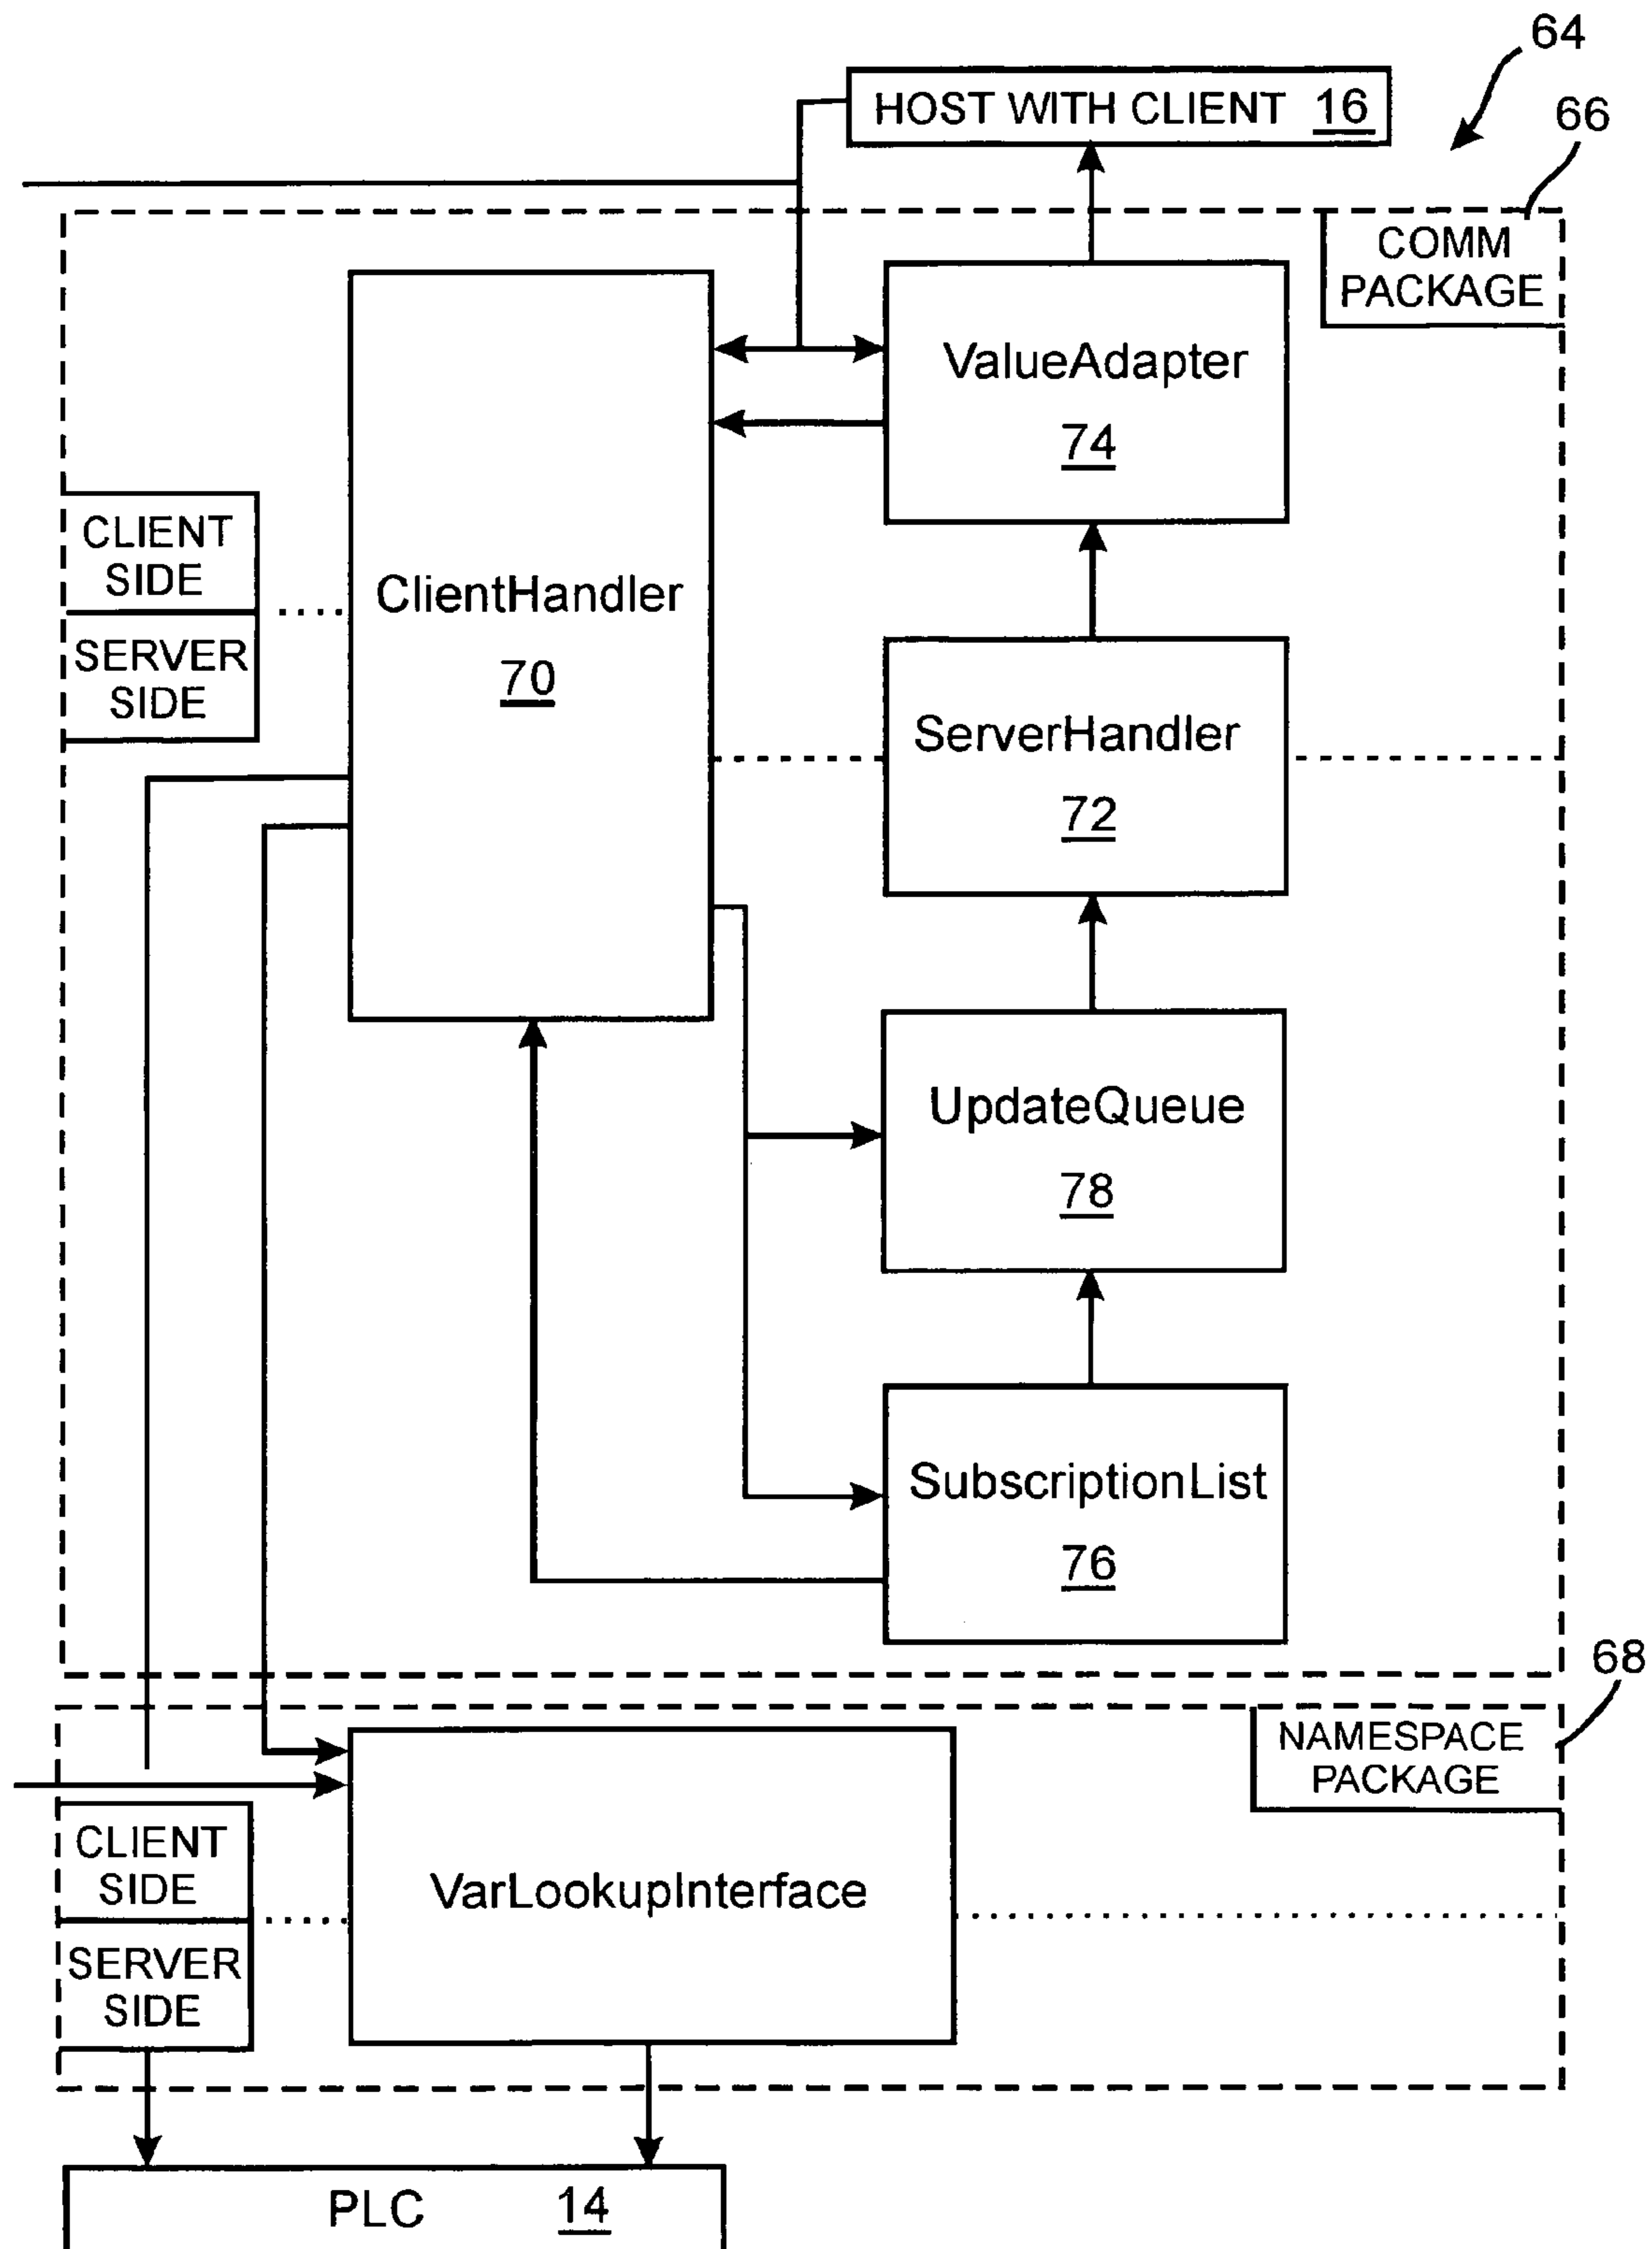 64
HOST WITH CLIENT 16
66
COMM
PACKAGE
ValueAdapter
74
CLIENT
SIDE
SERVER
SIDE
ClientHandler
70
ServerHandler
72
UpdateQueue
78
SubscriptionList
76
68
NAMESPACE
PACKAGE
CLIENT
SIDE
SERVER
SIDE
VarLookupInterface
PLC 14